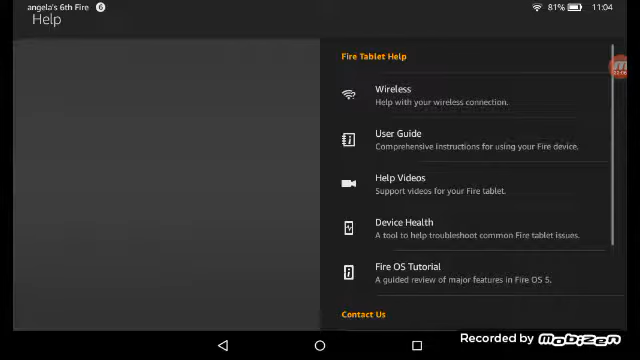 angela's 6th Fire 6 81% 11:04
Help
Fire Tablet Help
Wireless
Help with your wireless connection.
User Guide
Comprehensive instructions for using your Fire device.
Help Videos
Support videos for your Fire tablet.
Device Health
A tool to help troubleshoot common Fire tablet issues.
Fire OS Tutorial
A guided review of major features in Fire OS 5.
Contact Us
Recorded by mobizen